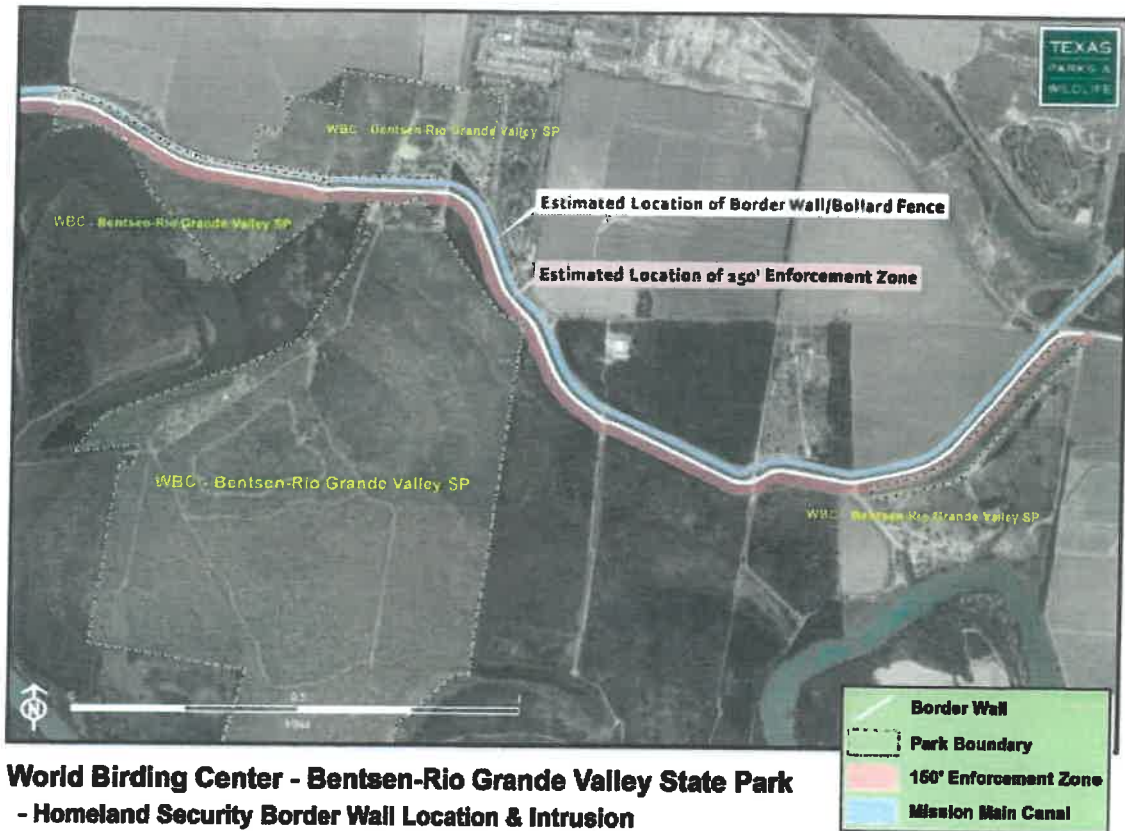 TEXAS
PARKS &
WILDLIFE
WBC - Bentsen-Rio Grande Valley SP
Estimated Location of Border Wall/Bollard Fence
WBC - Bentsen-Rio Grande Valley SP
Estimated Location of 150' Enforcement Zone
WBC - Bentsen-Rio Grande Valley SP
WBC - Bentsen-Rio Grande Valley SP
N
Border Wall
Park Boundary
150' Enforcement Zone
Mission Main Canal
World Birding Center - Bentsen-Rio Grande Valley State Park
- Homeland Security Border Wall Location & Intrusion